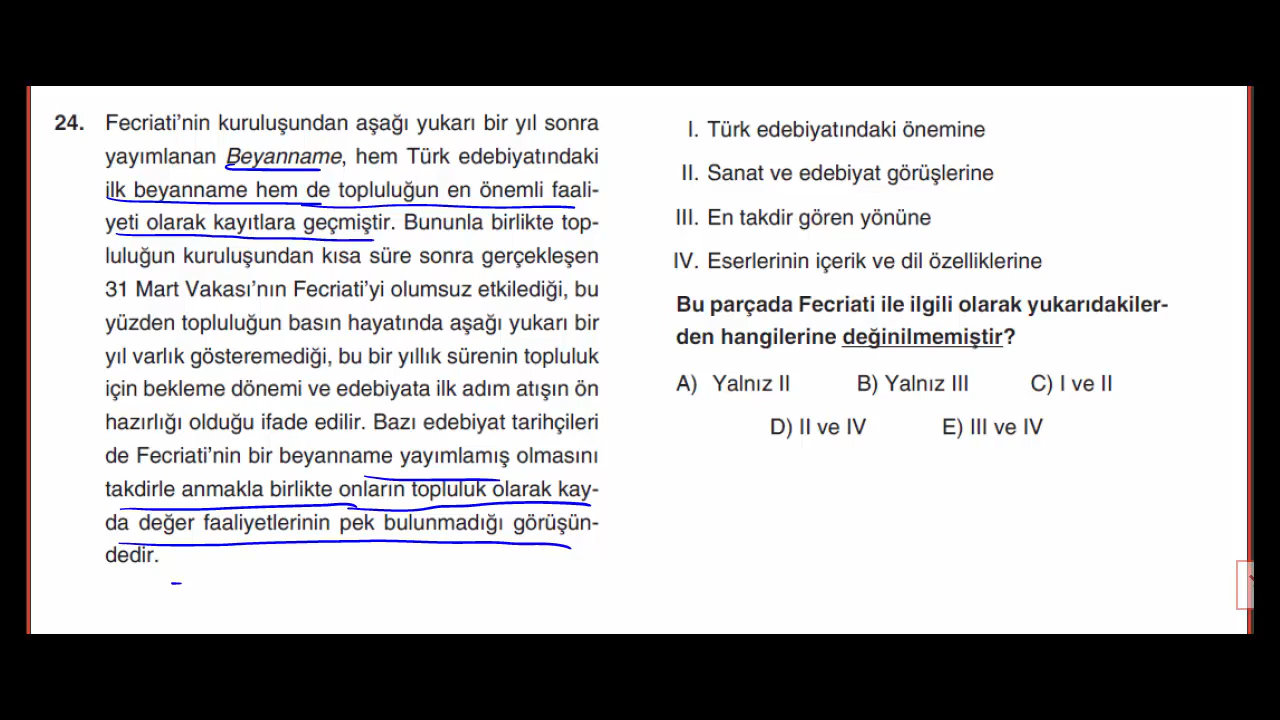 24. Fecriati’nin kuruluşundan aşağı yukarı bir yıl sonra
yayımlanan Beyanname, hem Türk edebiyatındaki
ilk beyanname hem de topluluğun en önemli faali-
yeti olarak kayıtlara geçmiştir. Bununla birlikte top-
luluğun kuruluşundan kısa süre sonra gerçekleşen
31 Mart Vakası’nın Fecriati’yi olumsuz etkilediği, bu
yüzden topluluğun basın hayatında aşağı yukarı bir
yıl varlık gösteremediği, bu bir yıllık sürenin topluluk
için bekleme dönemi ve edebiyata ilk adım atışın ön
hazırlığı olduğu ifade edilir. Bazı edebiyat tarihçileri
de Fecriati’nin bir beyanname yayımlamış olmasını
takdirle anmakla birlikte onların topluluk olarak kay-
da değer faaliyetlerinin pek bulunmadığı görüşün-
dedir.
I. Türk edebiyatındaki önemine
II. Sanat ve edebiyat görüşlerine
III. En takdir gören yönüne
IV. Eserlerinin içerik ve dil özelliklerine
Bu parçada Fecriati ile ilgili olarak yukarıdakiler-
den hangilerine değinilmemiştir?
A) Yalnız II B) Yalnız III C) I ve II
D) II ve IV E) III ve IV